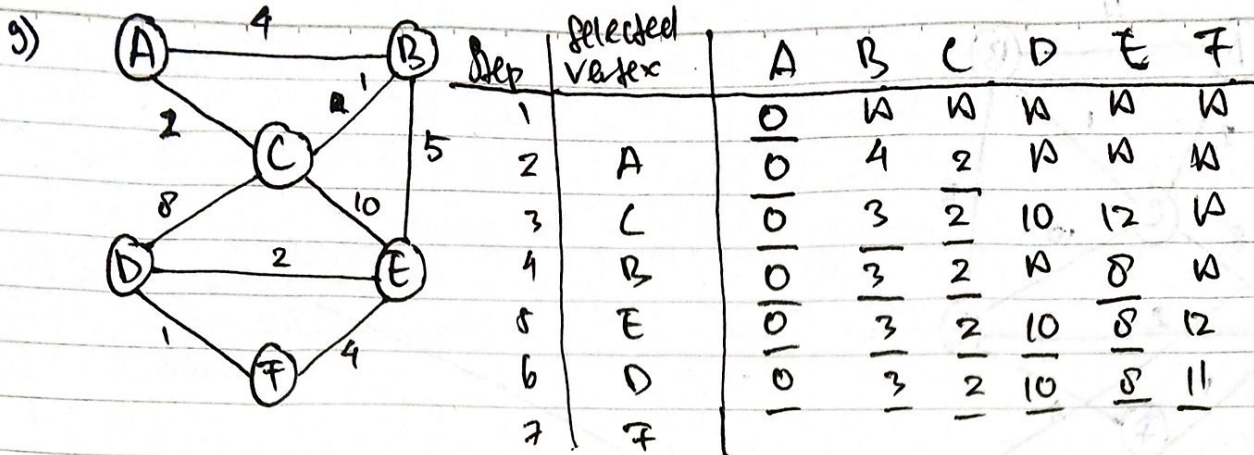 9) A 4 B
2 1 5
C
8 10
D 2 E
1 4
F
Step selected vertex A B C D E F
1 0 ∞ ∞ ∞ ∞ ∞
2 A 0 4 2 ∞ ∞ ∞
3 C 0 3 2 10 12 ∞
4 B 0 3 2 ∞ 8 ∞
5 E 0 3 2 10 8 12
6 D 0 3 2 10 8 11
7 F